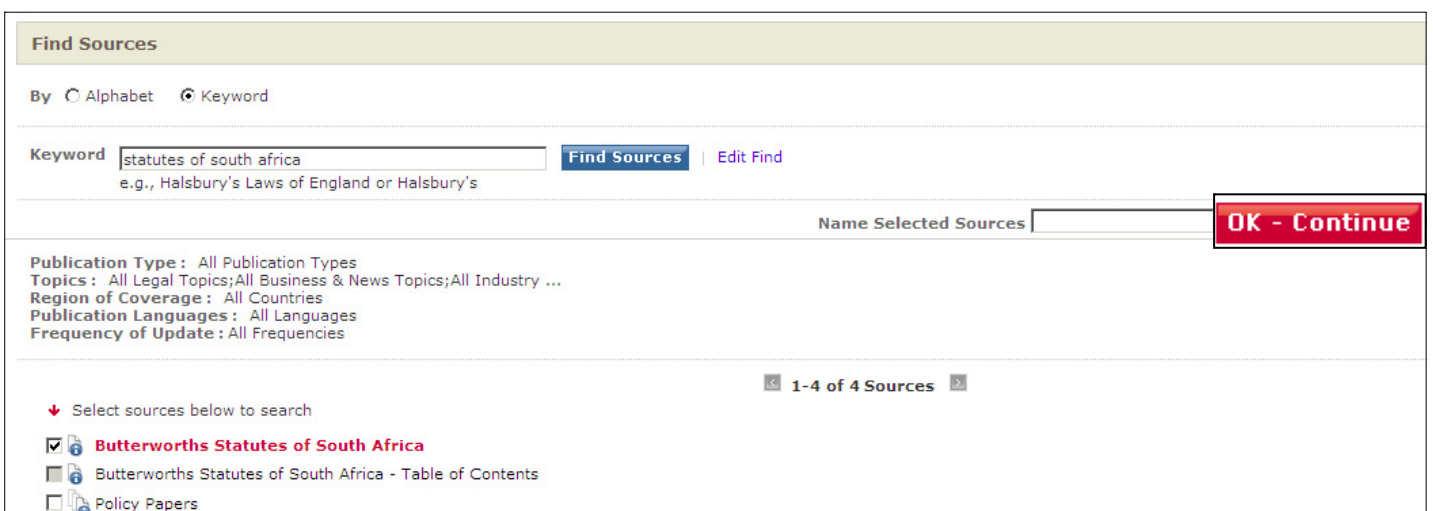 Find Sources
By Alphabet Keyword
Keyword statutes of south africa Find Sources | Edit Find
e.g., Halsbury's Laws of England or Halsbury's
Name Selected Sources OK - Continue
Publication Type : All Publication Types
Topics : All Legal Topics;All Business & News Topics;All Industry ...
Region of Coverage : All Countries
Publication Languages : All Languages
Frequency of Update : All Frequencies
1-4 of 4 Sources
Select sources below to search
Butterworths Statutes of South Africa
Butterworths Statutes of South Africa - Table of Contents
Policy Papers